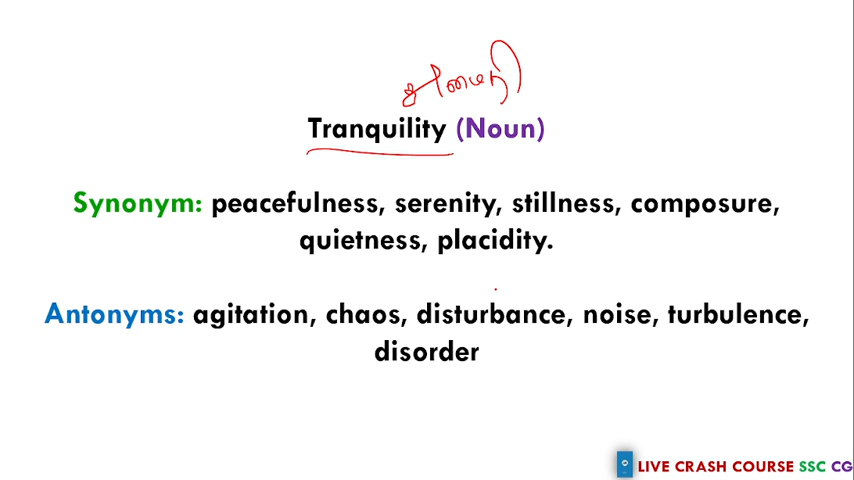 Tranquility (Noun)
Synonym: peacefulness, serenity, stillness, composure,
quietness, placidity.
Antonyms: agitation, chaos, disturbance, noise, turbulence,
disorder
LIVE CRASH COURSE SSC CG